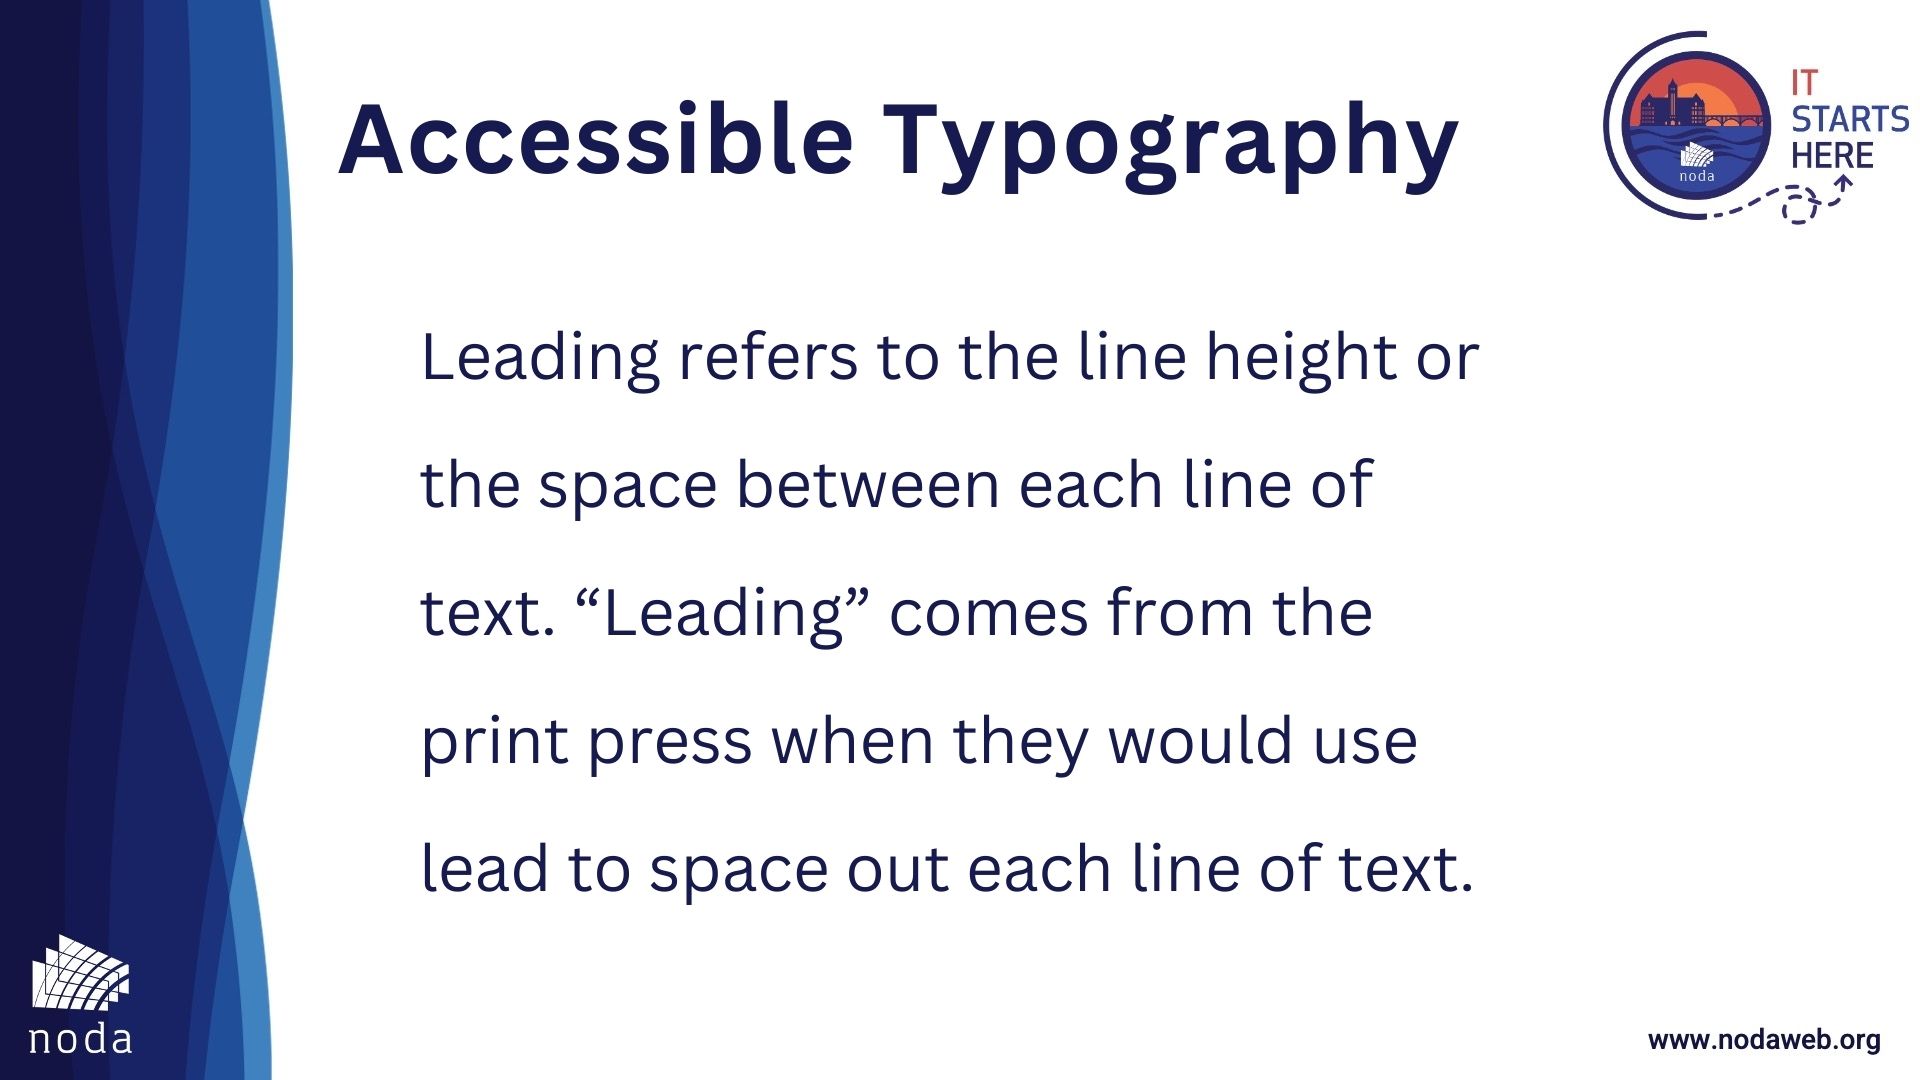 Accessible Typography
IT
STARTS
HERE
noda
Leading refers to the line height or
the space between each line of
text. “Leading” comes from the
print press when they would use
lead to space out each line of text.
noda
www.nodaweb.org